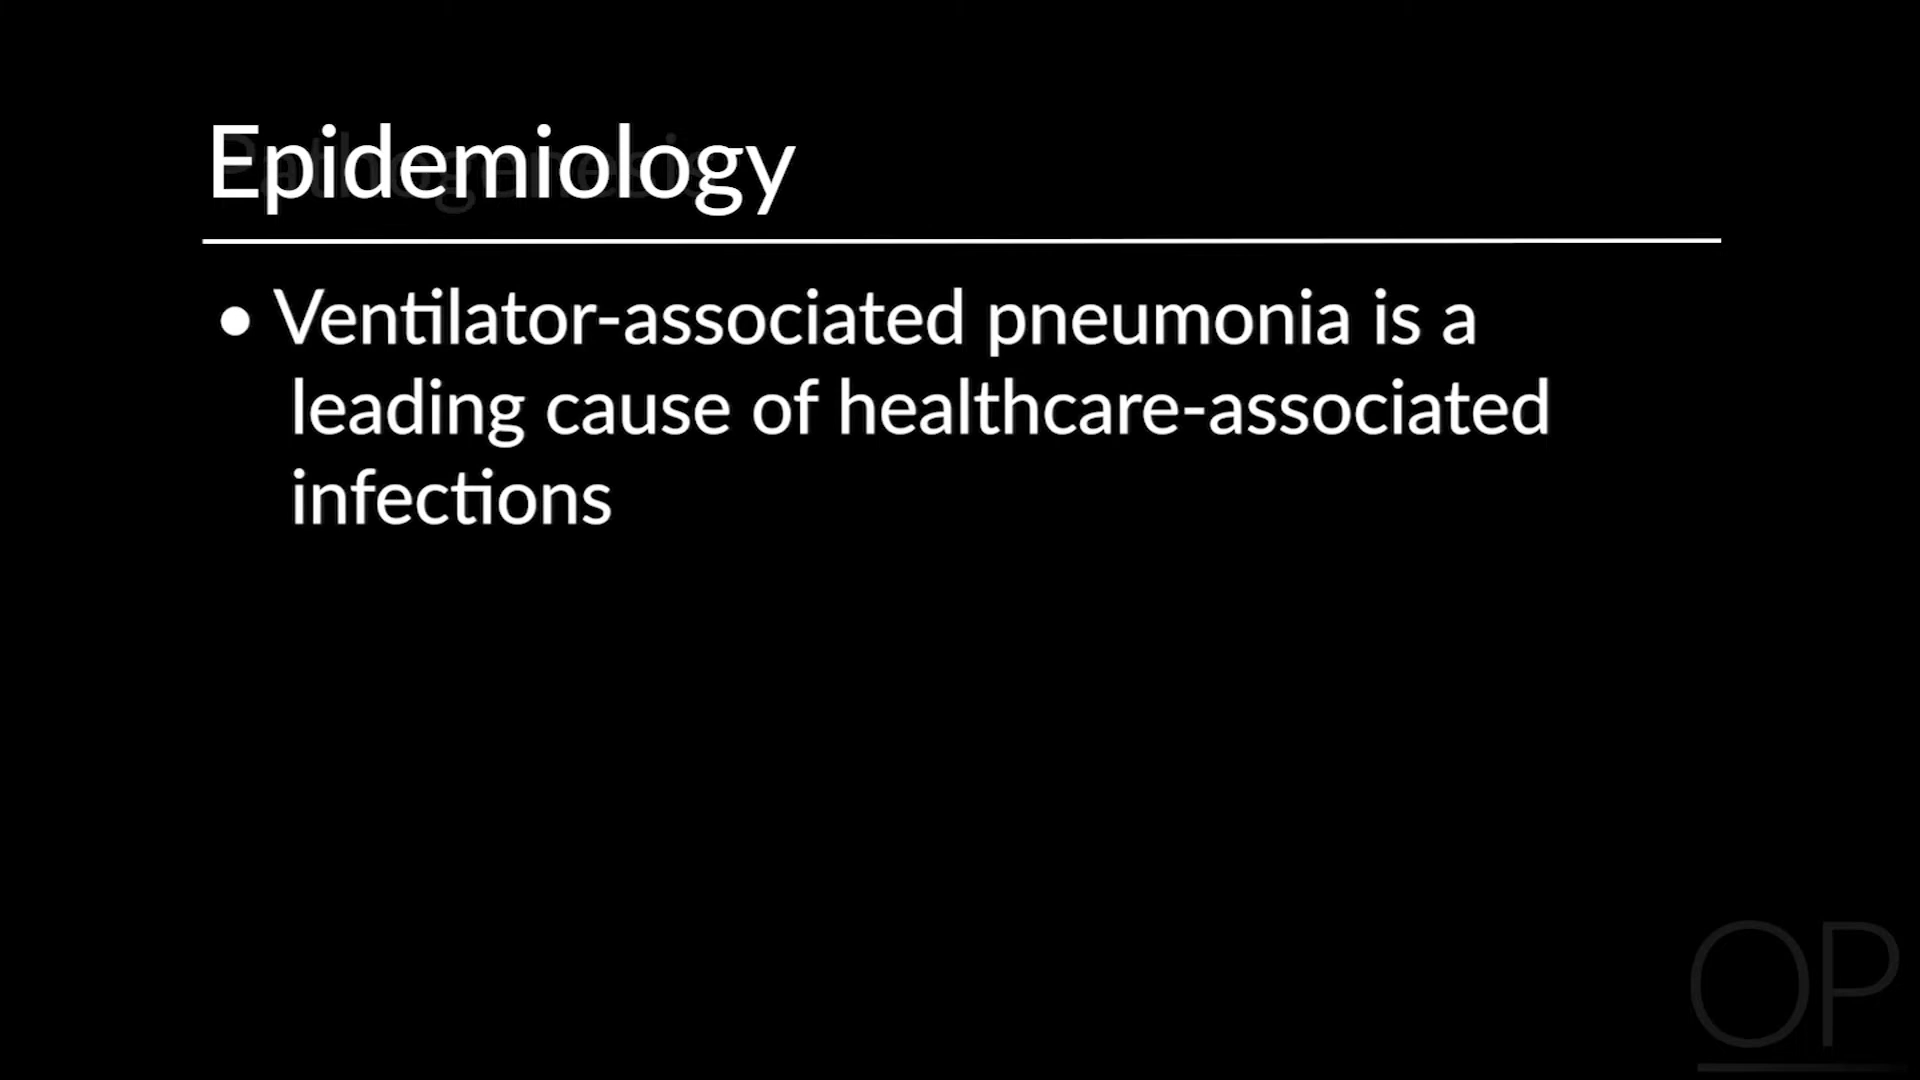 Epidemiology
• Ventilator-associated pneumonia is a
leading cause of healthcare-associated
infections
OP